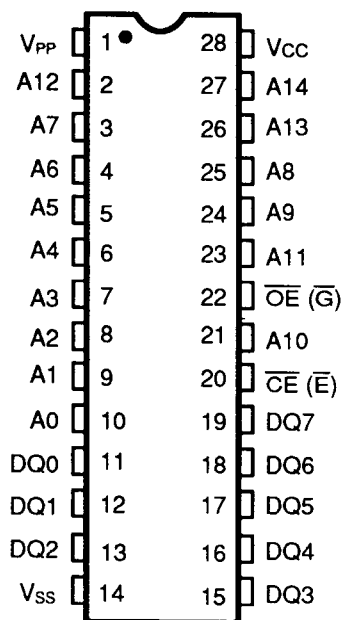 VPP 1 28 VCC
A12 2 27 A14
A7 3 26 A13
A6 4 25 A8
A5 5 24 A9
A4 6 23 A11
A3 7 22 O̅E̅ (G̅)
A2 8 21 A10
A1 9 20 C̅E̅ (E̅)
A0 10 19 DQ7
DQ0 11 18 DQ6
DQ1 12 17 DQ5
DQ2 13 16 DQ4
VSS 14 15 DQ3